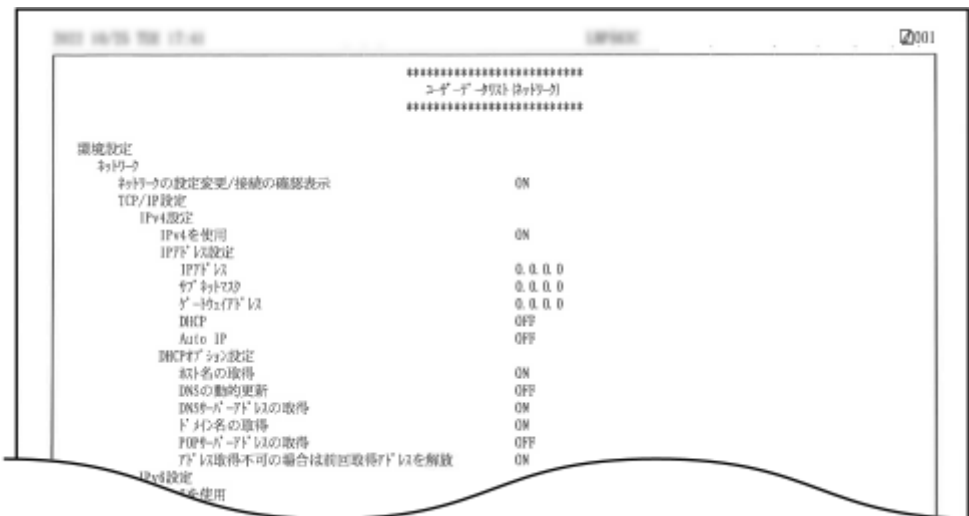 001
**************************
ﾕｰｻﾞｰﾃﾞｰﾀﾘｽﾄ (ﾈｯﾄﾜｰｸ)
**************************
環境設定
ﾈｯﾄﾜｰｸ
ﾈｯﾄﾜｰｸの設定変更/接続の確認表示 ON
TCP/IP設定
IPv4設定
IPv4を使用 ON
IPｱﾄﾞﾚｽ設定
IPｱﾄﾞﾚｽ 0.0.0.0
ｻﾌﾞﾈｯﾄﾏｽｸ 0.0.0.0
ｹﾞｰﾄｳｪｲｱﾄﾞﾚｽ 0.0.0.0
DHCP OFF
Auto IP OFF
DHCPｵﾌﾟｼｮﾝ設定
ﾎｽﾄ名の取得 ON
DNSの動的更新 OFF
DNSｻｰﾊﾞｰｱﾄﾞﾚｽの取得 ON
ﾄﾞﾒｲﾝ名の取得 ON
POPｻｰﾊﾞｰｱﾄﾞﾚｽの取得 OFF
ｱﾄﾞﾚｽ取得不可の場合は前回取得ｱﾄﾞﾚｽを解放 ON
IPv6設定
を使用